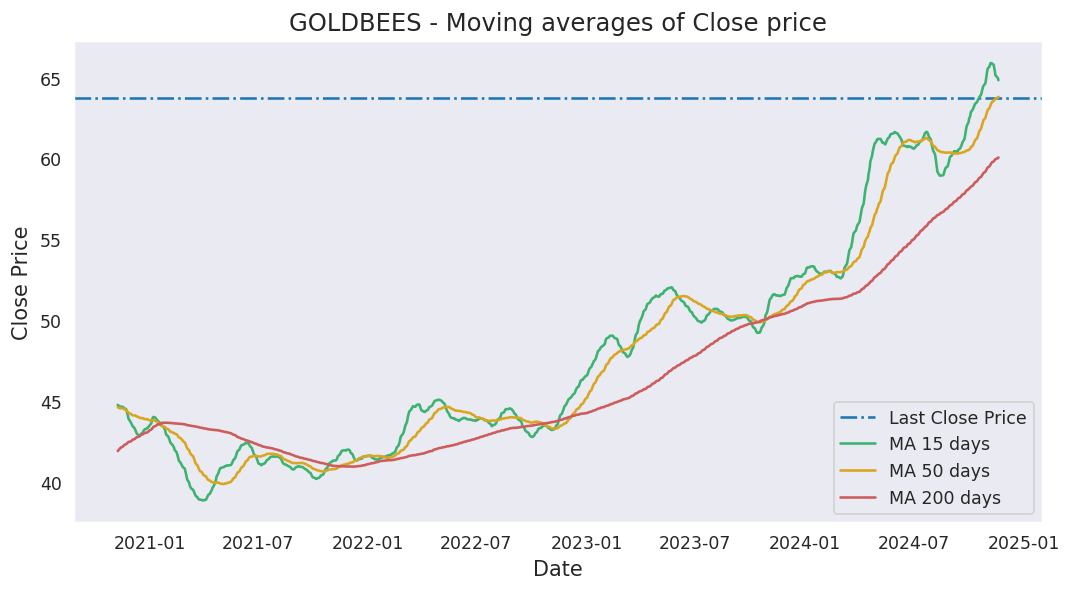 GOLDBEES - Moving averages of Close price
Close Price
65
60
55
50
45
40
Last Close Price
MA 15 days
MA 50 days
MA 200 days
2021-01 2021-07 2022-01 2022-07 2023-01 2023-07 2024-01 2024-07 2025-01
Date